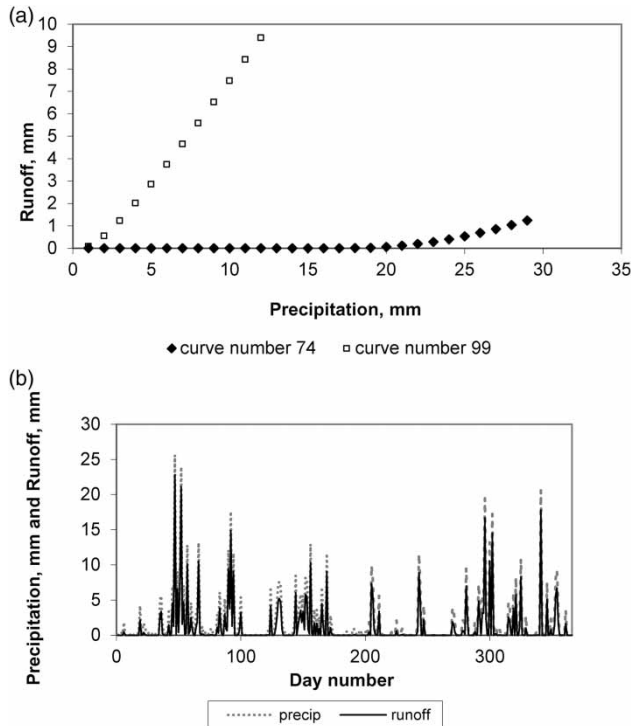 (a)
10
9
8
7
6
5
4
3
2
1
0
Runoff, mm
0 5 10 15 20 25 30 35
Precipitation, mm
curve number 74 curve number 99
(b)
Precipitation, mm and Runoff, mm
30
25
20
15
10
5
0
0 100 200 300
Day number
precip runoff